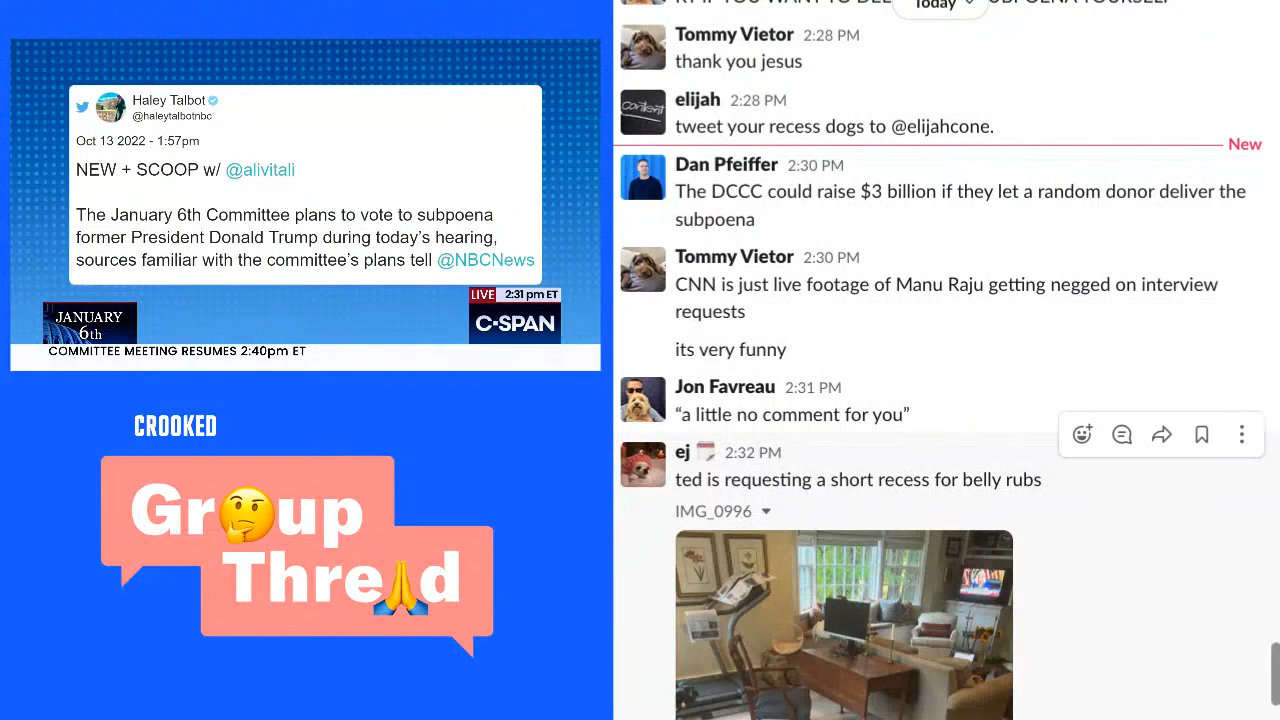 Haley Talbot
@haleytalbotnbc
Oct 13 2022 - 1:57pm
NEW + SCOOP w/ @alivitali
The January 6th Committee plans to vote to subpoena
former President Donald Trump during today's hearing,
sources familiar with the committee's plans tell @NBCNews
LIVE 2:31 pm ET
JANUARY
6th
C-SPAN
COMMITTEE MEETING RESUMES 2:40pm ET
CROOKED
Gr🤔up
Thre🙏d
Today
Tommy Vietor 2:28 PM
thank you jesus
elijah 2:28 PM
content
tweet your recess dogs to @elijahcone.
New
Dan Pfeiffer 2:30 PM
The DCCC could raise $3 billion if they let a random donor deliver the
subpoena
Tommy Vietor 2:30 PM
CNN is just live footage of Manu Raju getting negged on interview
requests
its very funny
Jon Favreau 2:31 PM
“a little no comment for you”
ej 🗓️ 2:32 PM
ted is requesting a short recess for belly rubs
IMG_0996